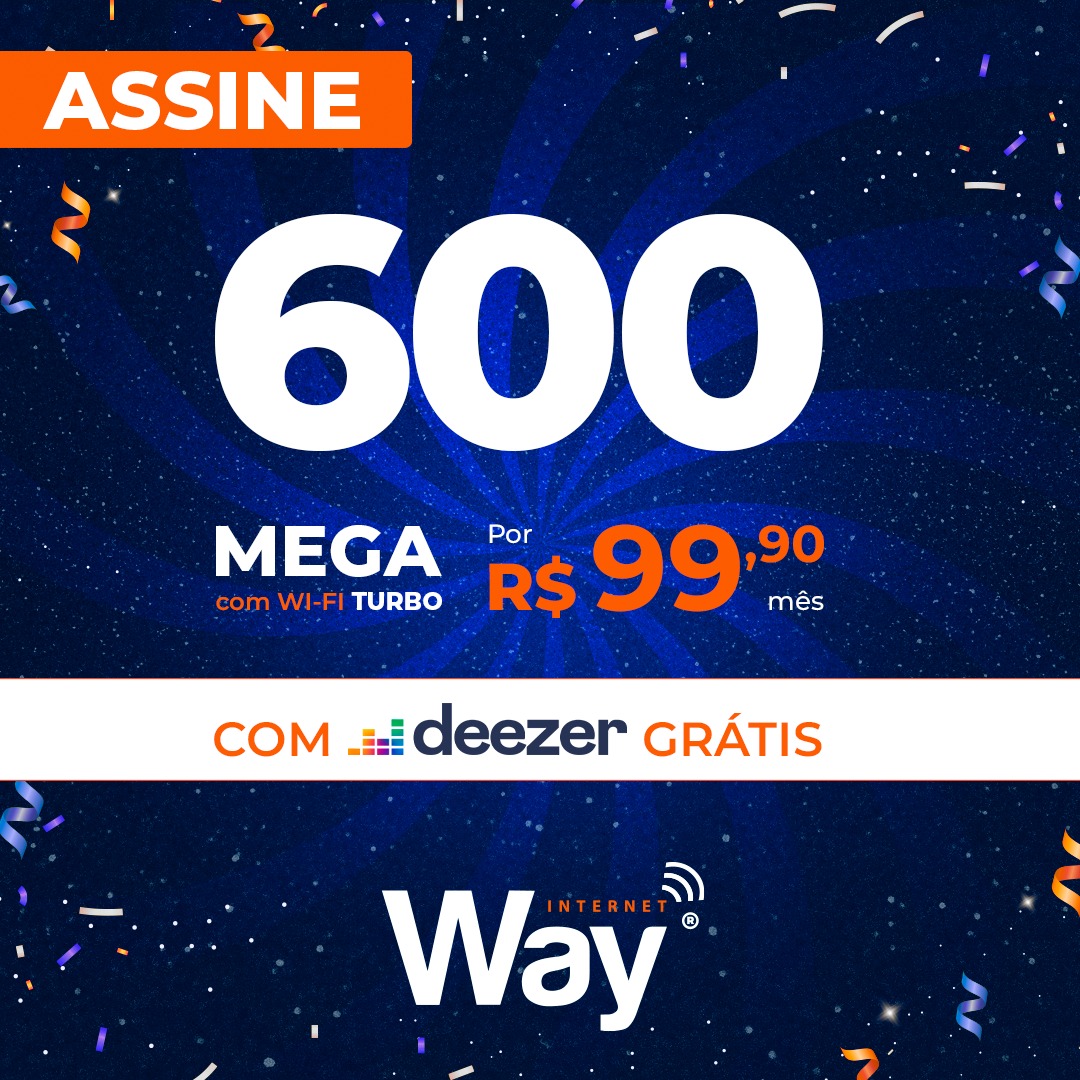 ASSINE
600
MEGA
com WI-FI TURBO
Por
R$ 99,90
mês
COM deezer GRÁTIS
INTERNET
Way®